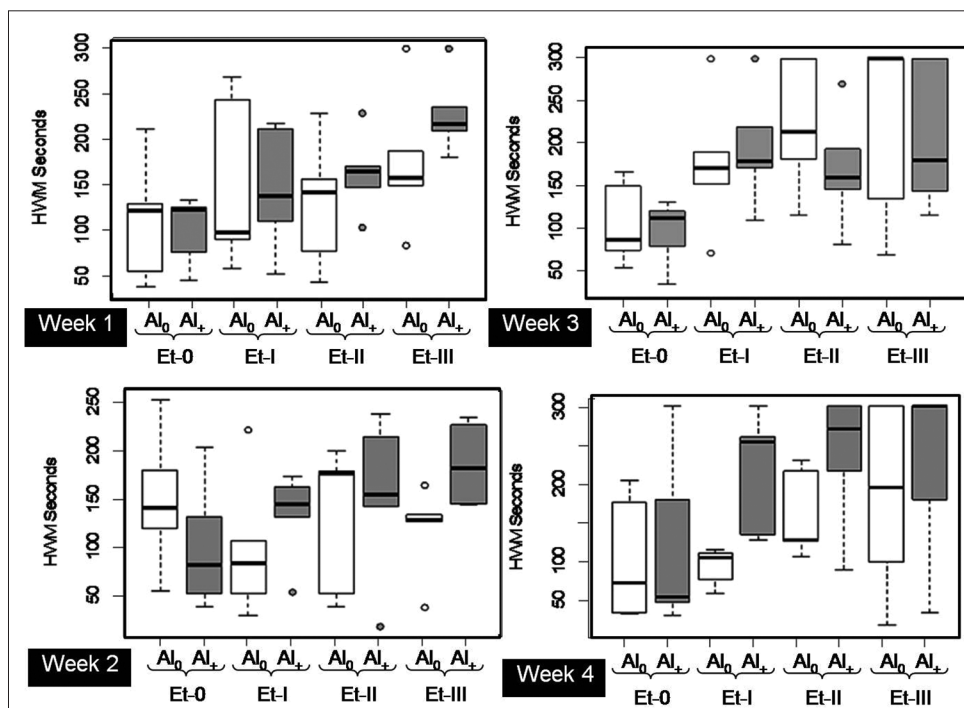 HWM Seconds
300
250
200
150
100
50
Al0 Al+ Al0 Al+ Al0 Al+ Al0 Al+
Et-0 Et-I Et-II Et-III
Week 1
HWM Seconds
300
250
200
150
100
50
Al0 Al+ Al0 Al+ Al0 Al+ Al0 Al+
Et-0 Et-I Et-II Et-III
Week 3
HWM Seconds
250
200
150
100
50
Al0 Al+ Al0 Al+ Al0 Al+ Al0 Al+
Et-0 Et-I Et-II Et-III
Week 2
HWM Seconds
300
200
100
50
Al0 Al+ Al0 Al+ Al0 Al+ Al0 Al+
Et-0 Et-I Et-II Et-III
Week 4